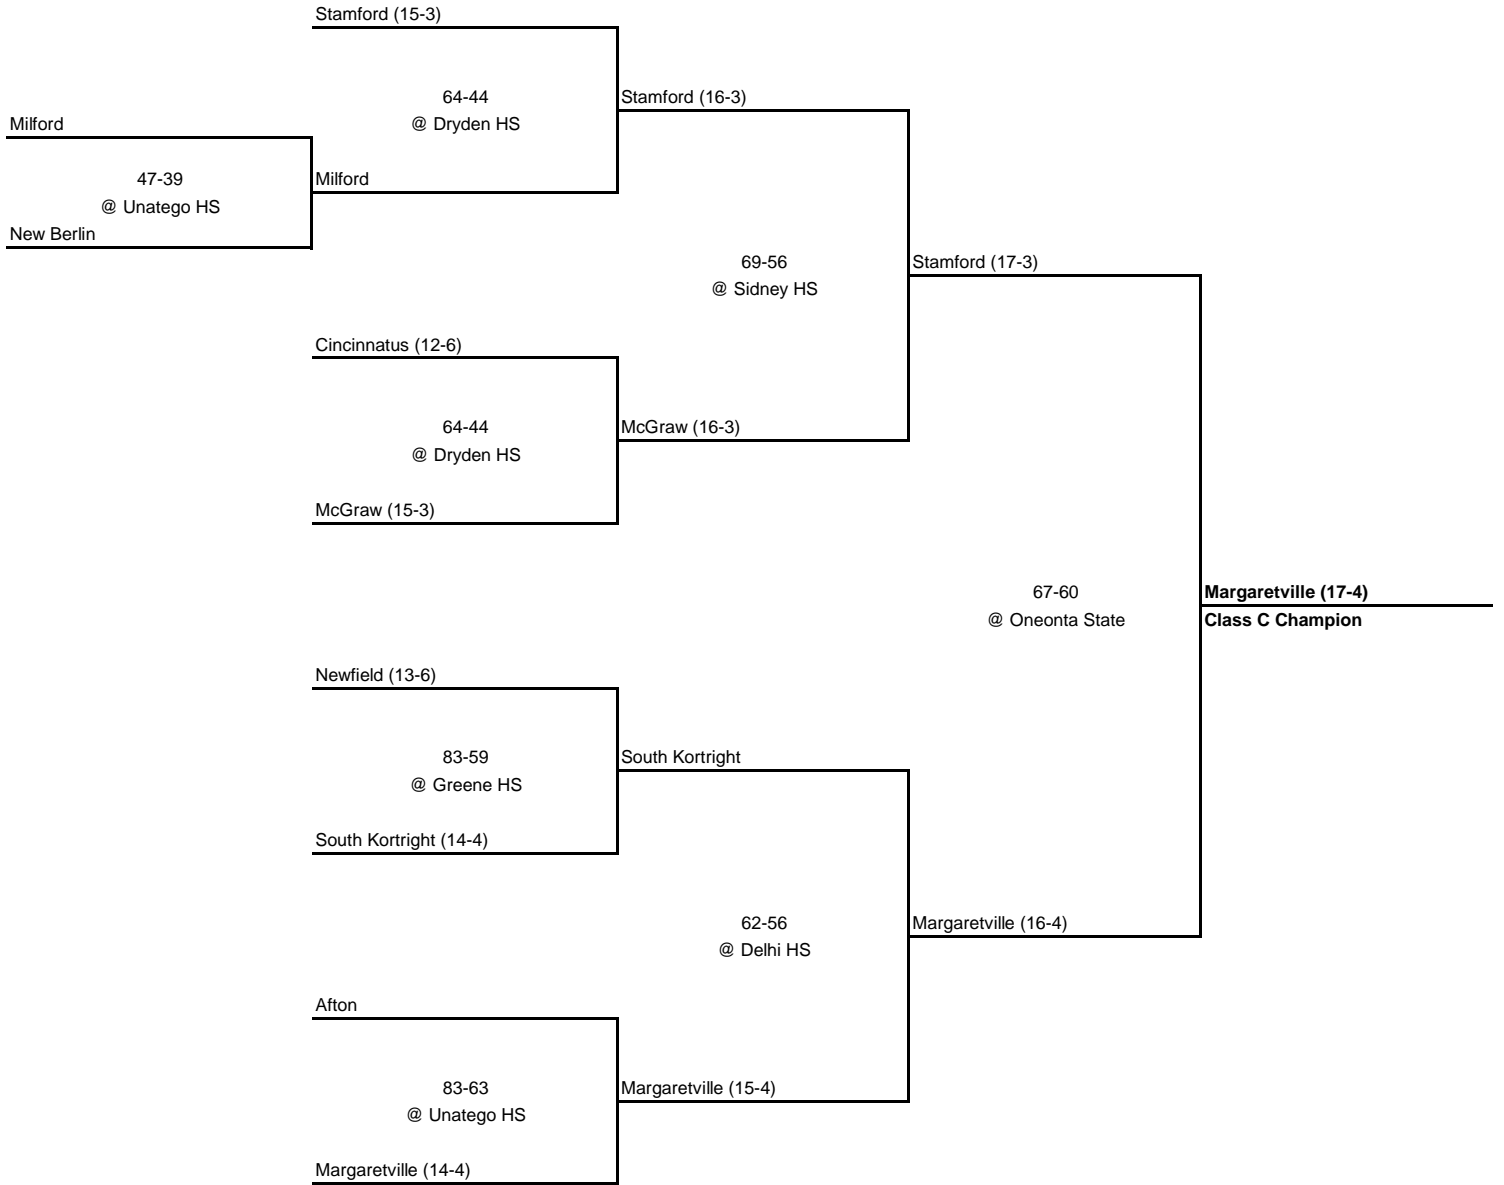 Stamford (15-3)
64-44
@ Dryden HS
Stamford (16-3)
Milford
47-39
@ Unatego HS
Milford
New Berlin
69-56
@ Sidney HS
Stamford (17-3)
Cincinnatus (12-6)
64-44
@ Dryden HS
McGraw (16-3)
McGraw (15-3)
67-60
@ Oneonta State
Margaretville (17-4)
Class C Champion
Newfield (13-6)
83-59
@ Greene HS
South Kortright
South Kortright (14-4)
62-56
@ Delhi HS
Margaretville (16-4)
Afton
83-63
@ Unatego HS
Margaretville (15-4)
Margaretville (14-4)